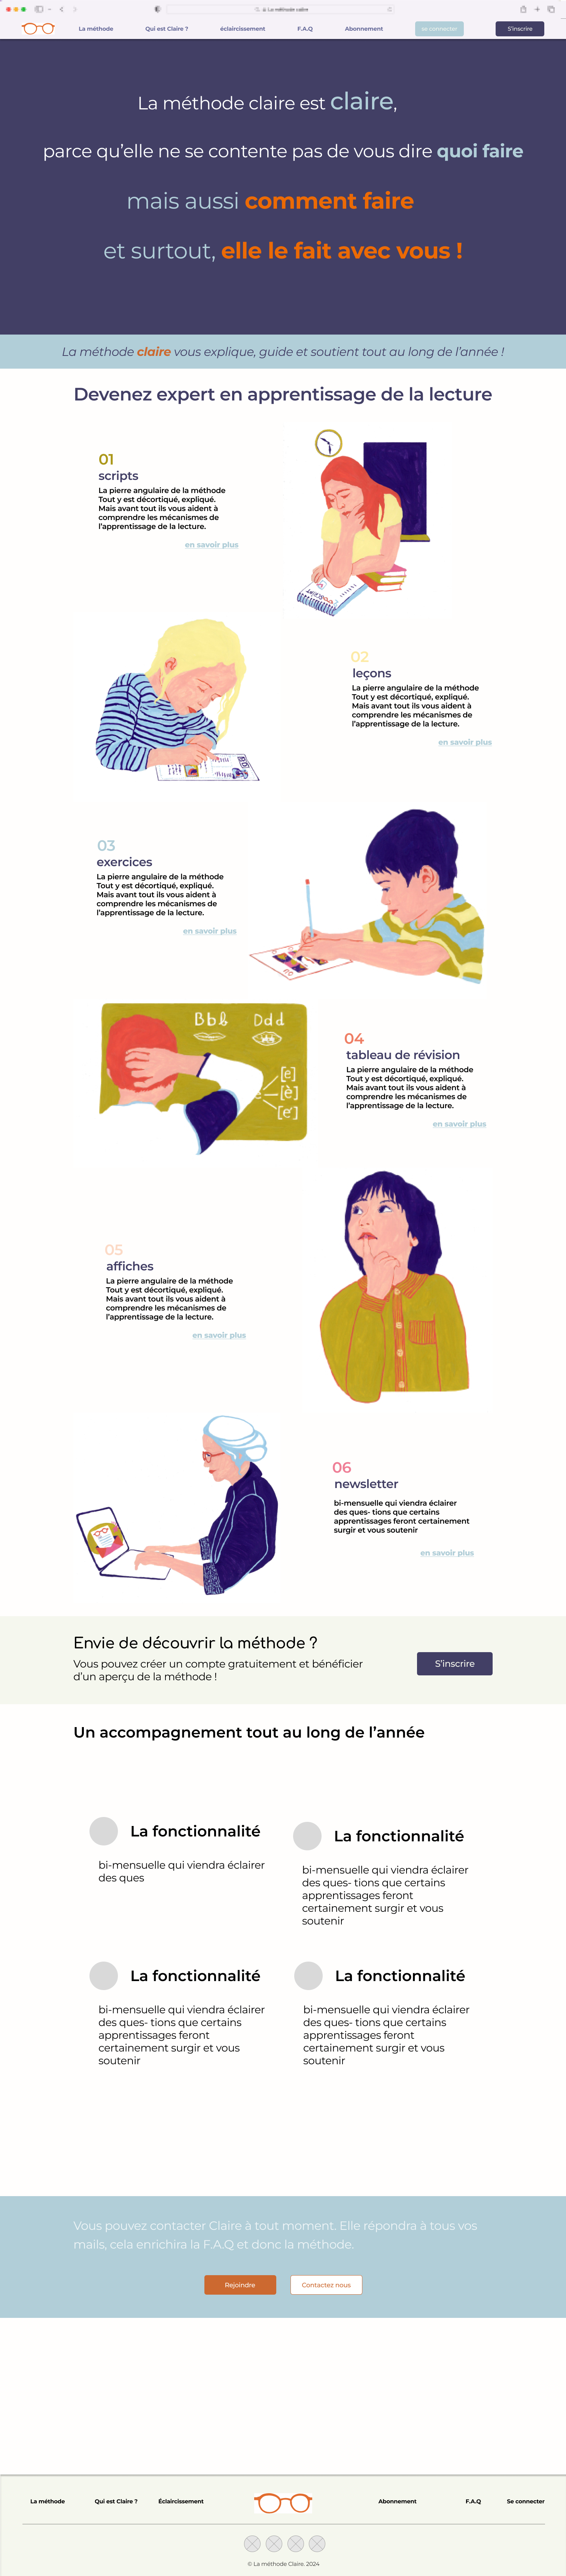 La méthode claire
La méthode
Qui est Claire ?
éclaircissement
F.A.Q
Abonnement
se connecter
S'inscrire
La méthode claire est claire,
parce qu'elle ne se contente pas de vous dire quoi faire
mais aussi comment faire
et surtout, elle le fait avec vous !
La méthode claire vous explique, guide et soutient tout au long de l'année !
Devenez expert en apprentissage de la lecture
01
scripts
La pierre angulaire de la méthode
Tout y est décortiqué, expliqué.
Mais avant tout ils vous aident à
comprendre les mécanismes de
l'apprentissage de la lecture.
en savoir plus
02
leçons
La pierre angulaire de la méthode
Tout y est décortiqué, expliqué.
Mais avant tout ils vous aident à
comprendre les mécanismes de
l'apprentissage de la lecture.
en savoir plus
03
exercices
La pierre angulaire de la méthode
Tout y est décortiqué, expliqué.
Mais avant tout ils vous aident à
comprendre les mécanismes de
l'apprentissage de la lecture.
en savoir plus
Bbb Ddd
[e]
[é]
[è]
04
tableau de révision
La pierre angulaire de la méthode
Tout y est décortiqué, expliqué.
Mais avant tout ils vous aident à
comprendre les mécanismes de
l'apprentissage de la lecture.
en savoir plus
05
affiches
La pierre angulaire de la méthode
Tout y est décortiqué, expliqué.
Mais avant tout ils vous aident à
comprendre les mécanismes de
l'apprentissage de la lecture.
en savoir plus
06
newsletter
bi-mensuelle qui viendra éclairer
des ques- tions que certains
apprentissages feront certainement
surgir et vous soutenir
en savoir plus
Envie de découvrir la méthode ?
Vous pouvez créer un compte gratuitement et bénéficier
d'un aperçu de la méthode !
S'inscrire
Un accompagnement tout au long de l'année
La fonctionnalité
bi-mensuelle qui viendra éclairer
des ques
La fonctionnalité
bi-mensuelle qui viendra éclairer
des ques- tions que certains
apprentissages feront
certainement surgir et vous
soutenir
La fonctionnalité
bi-mensuelle qui viendra éclairer
des ques- tions que certains
apprentissages feront
certainement surgir et vous
soutenir
La fonctionnalité
bi-mensuelle qui viendra éclairer
des ques- tions que certains
apprentissages feront
certainement surgir et vous
soutenir
Vous pouvez contacter Claire à tout moment. Elle répondra à tous vos
mails, cela enrichira la F.A.Q et donc la méthode.
Rejoindre
Contactez nous
La méthode
Qui est Claire ?
Éclaircissement
Abonnement
F.A.Q
Se connecter
© La méthode Claire. 2024